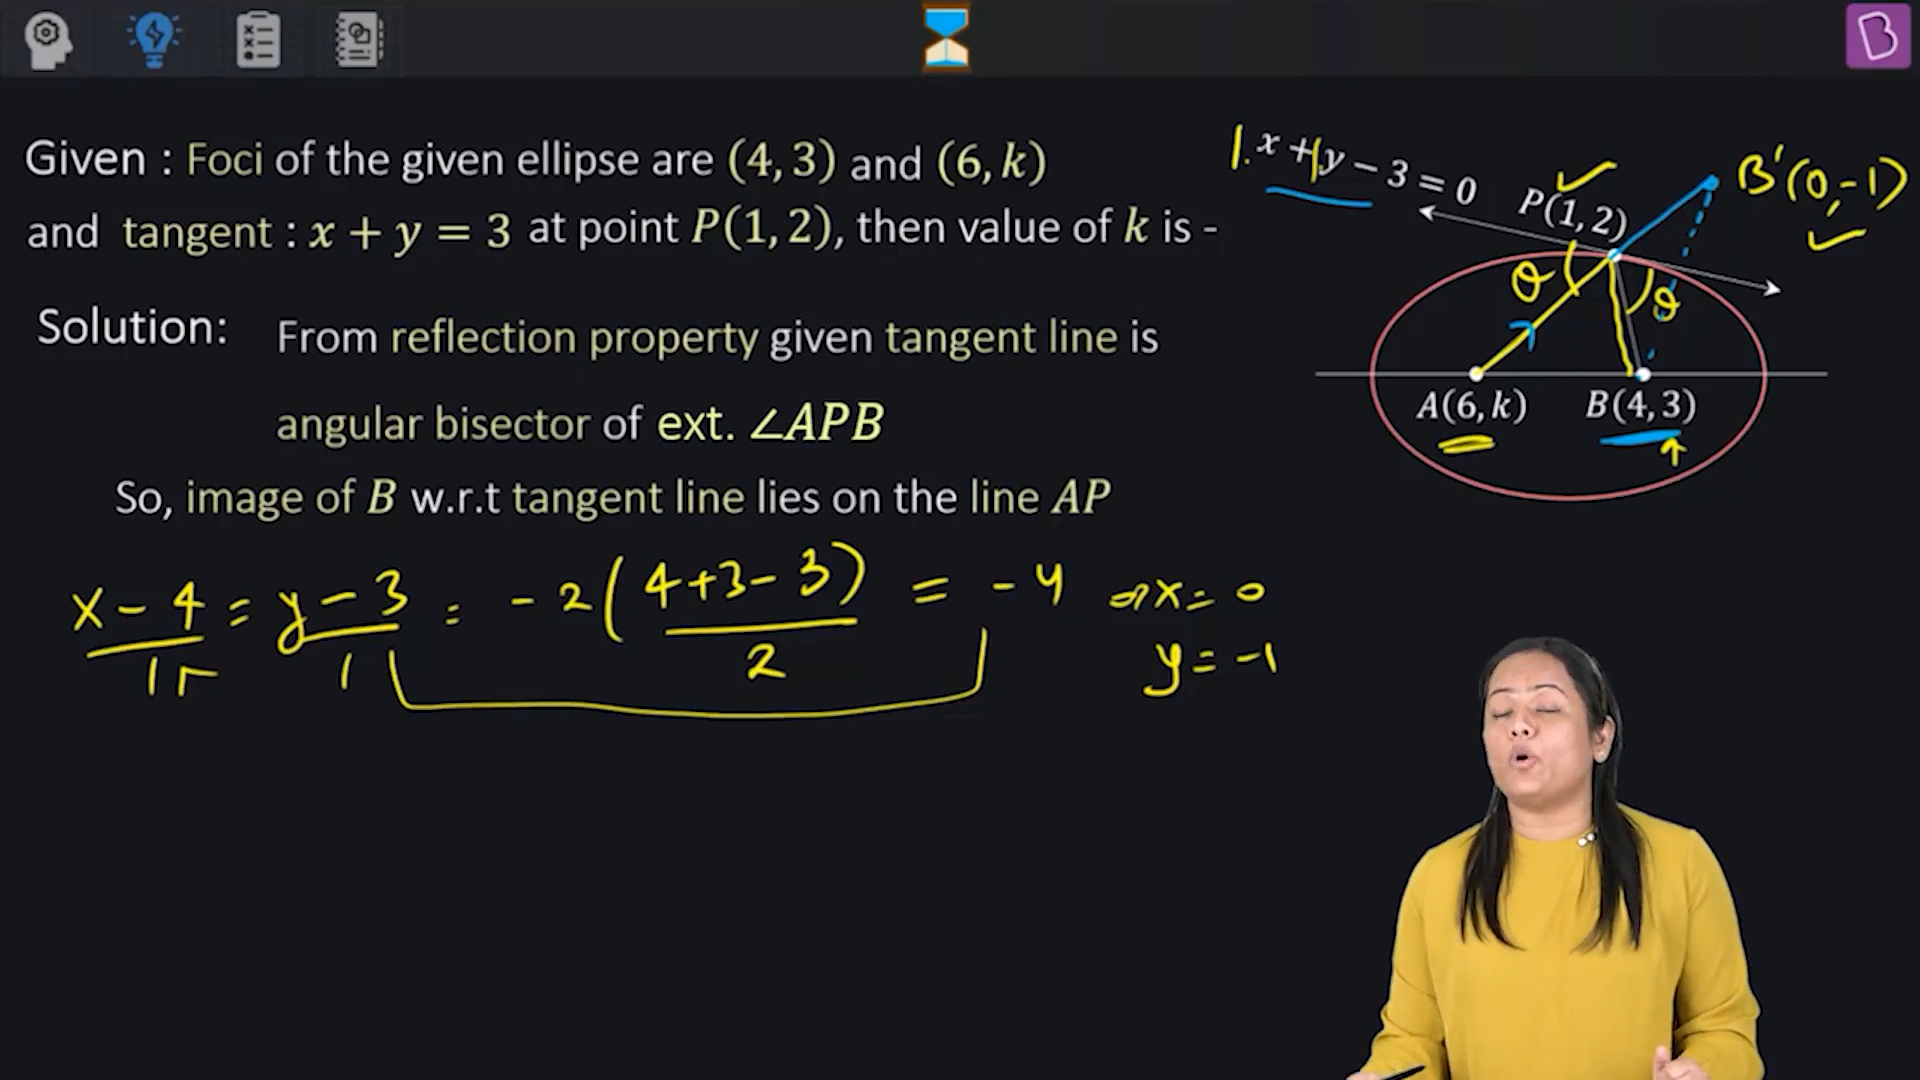 Given : Foci of the given ellipse are (4, 3) and (6, k)
and tangent : x + y = 3 at point P(1, 2), then value of k is -
Solution: From reflection property given tangent line is
angular bisector of ext. ∠APB
So, image of B w.r.t tangent line lies on the line AP
x - 4 / 1 = y - 3 / 1 = -2 (4+3-3) / 2 = -4 ⇒ x = 0
y = -1
1. x + 1 y - 3 = 0
P(1, 2)
B'(0, -1)
θ
θ
A(6, k)
B(4, 3)
B